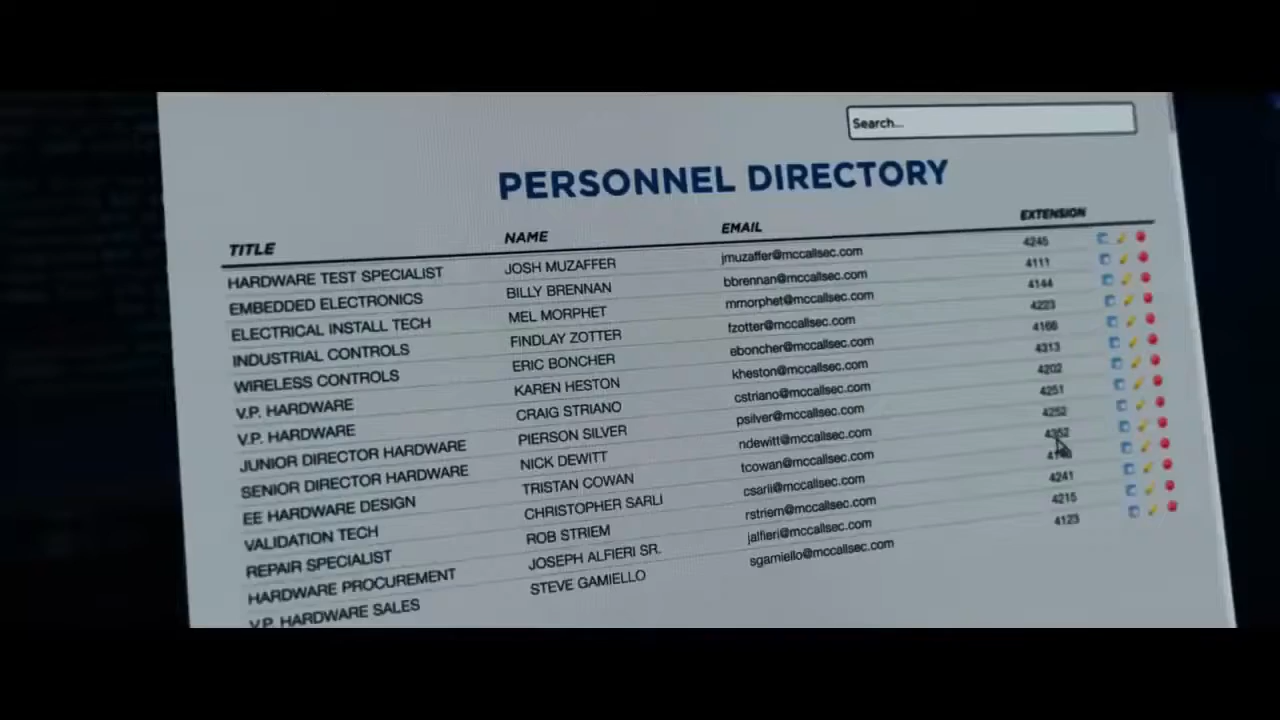 Search...
PERSONNEL DIRECTORY
TITLE NAME EMAIL EXTENSION
HARDWARE TEST SPECIALIST JOSH MUZAFFER jmuzaffer@mccallsec.com 4245
EMBEDDED ELECTRONICS BILLY BRENNAN bbrennan@mccallsec.com 4111
ELECTRICAL INSTALL TECH MEL MORPHET mmorphet@mccallsec.com 4144
INDUSTRIAL CONTROLS FINDLAY ZOTTER fzotter@mccallsec.com 4223
WIRELESS CONTROLS ERIC BONCHER eboncher@mccallsec.com 4166
V.P. HARDWARE KAREN HESTON kheston@mccallsec.com 4313
V.P. HARDWARE CRAIG STRIANO cstriano@mccallsec.com 4202
JUNIOR DIRECTOR HARDWARE PIERSON SILVER psilver@mccallsec.com 4251
SENIOR DIRECTOR HARDWARE NICK DEWITT ndewitt@mccallsec.com 4252
EE HARDWARE DESIGN TRISTAN COWAN tcowan@mccallsec.com 4352
VALIDATION TECH CHRISTOPHER SARLI csarli@mccallsec.com
REPAIR SPECIALIST ROB STRIEM rstriem@mccallsec.com 4241
HARDWARE PROCUREMENT JOSEPH ALFIERI SR. jalfieri@mccallsec.com 4215
V.P. HARDWARE SALES STEVE GAMIELLO sgamiello@mccallsec.com 4123